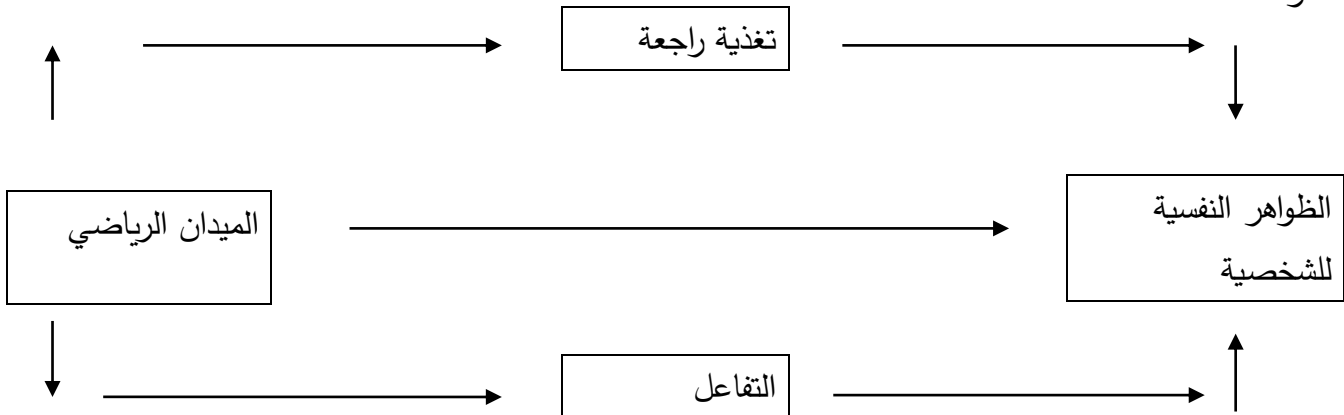 تغذية راجعة
الظواهر النفسية
للشخصية
الميدان الرياضي
التفاعل